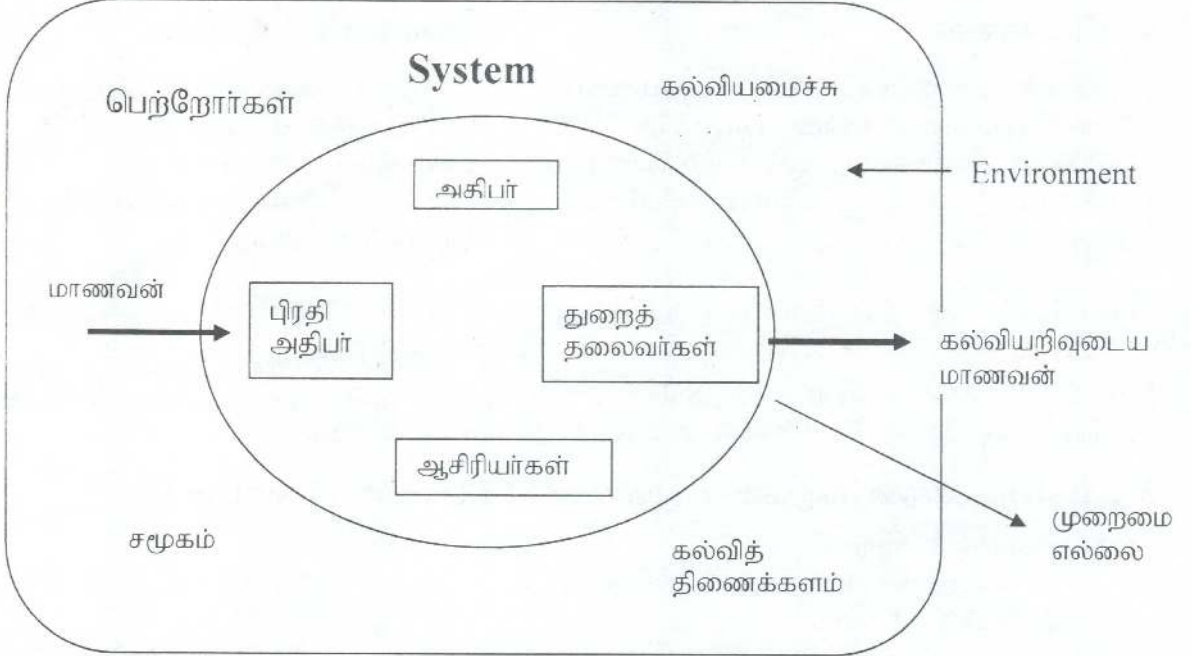 System
பெற்றோர்கள்
கல்வியமைச்சு
அதிபர்
Environment
மாணவன்
பிரதி
அதிபர்
துறைத்
தலைவர்கள்
கல்வியறிவுடைய
மாணவன்
ஆசிரியர்கள்
சமூகம்
கல்வித்
திணைக்களம்
முறைமை
எல்லை